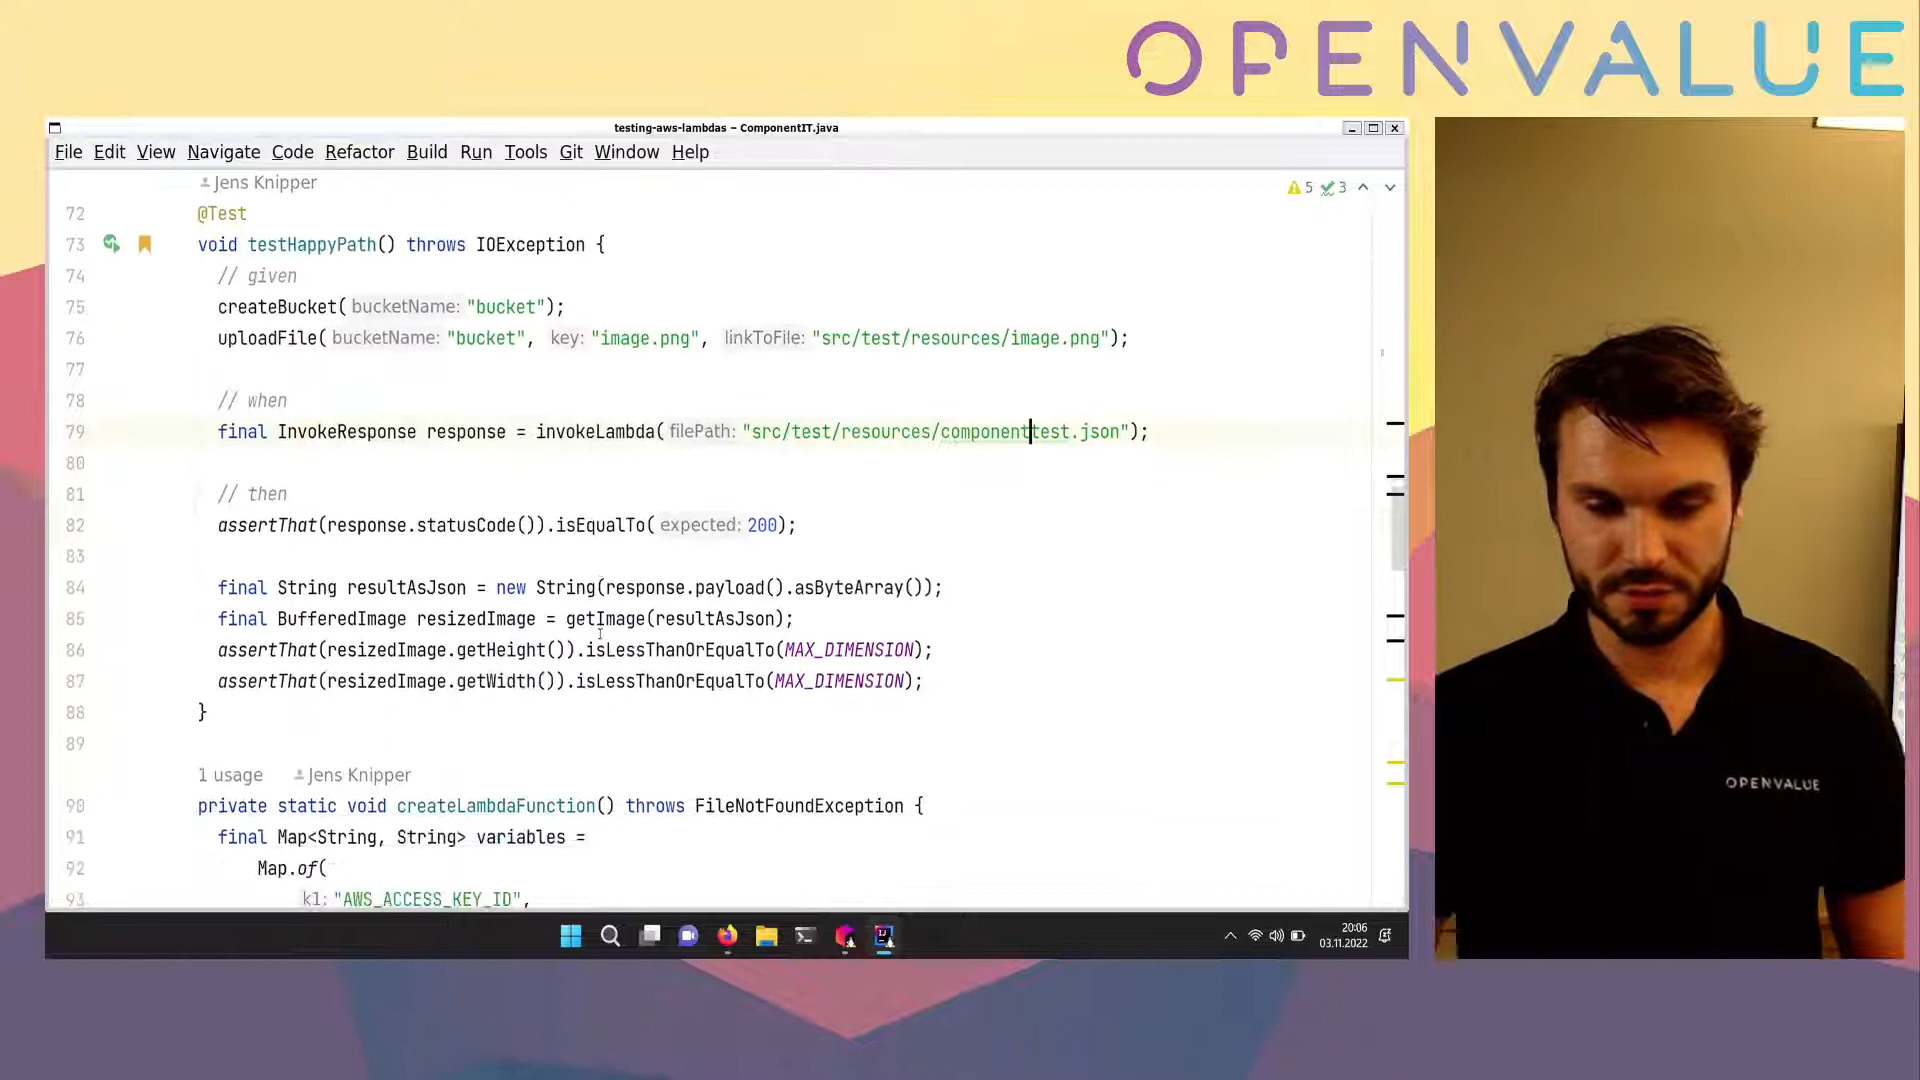 OPENVALUE
testing-aws-lambdas – ComponentIT.java
File Edit View Navigate Code Refactor Build Run Tools Git Window Help
Jens Knipper
5 3
72 @Test
73 void testHappyPath() throws IOException {
74 // given
75 createBucket( bucketName: "bucket");
76 uploadFile( bucketName: "bucket", key: "image.png", linkToFile: "src/test/resources/image.png");
77
78 // when
79 final InvokeResponse response = invokeLambda( filePath: "src/test/resources/componenttest.json");
80
81 // then
82 assertThat(response.statusCode()).isEqualTo( expected: 200);
83
84 final String resultAsJson = new String(response.payload().asByteArray());
85 final BufferedImage resizedImage = getImage(resultAsJson);
86 assertThat(resizedImage.getHeight()).isLessThanOrEqualTo(MAX_DIMENSION);
87 assertThat(resizedImage.getWidth()).isLessThanOrEqualTo(MAX_DIMENSION);
88 }
89
1 usage Jens Knipper
90 private static void createLambdaFunction() throws FileNotFoundException {
91 final Map<String, String> variables =
92 Map.of(
93 k1: "AWS_ACCESS_KEY_ID",
20:06
03.11.2022
OPENVALUE